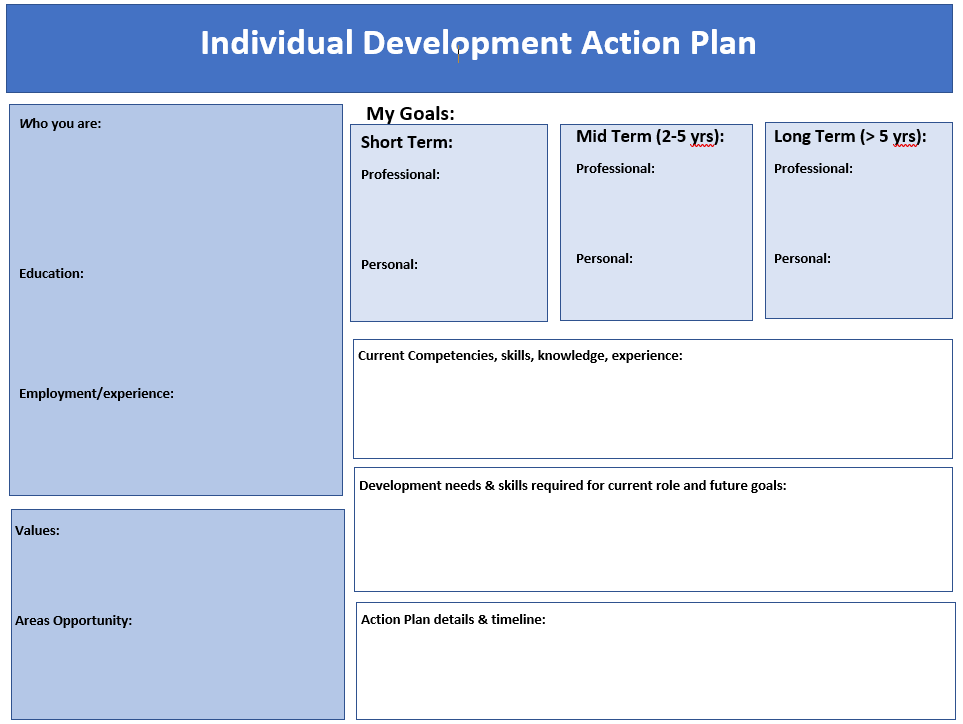 Individual Development Action Plan
Who you are:
Education:
Employment/experience:
Values:
Areas Opportunity:
My Goals:
Short Term:
Professional:
Personal:
Mid Term (2-5 yrs):
Professional:
Personal:
Long Term (> 5 yrs):
Professional:
Personal:
Current Competencies, skills, knowledge, experience:
Development needs & skills required for current role and future goals:
Action Plan details & timeline: